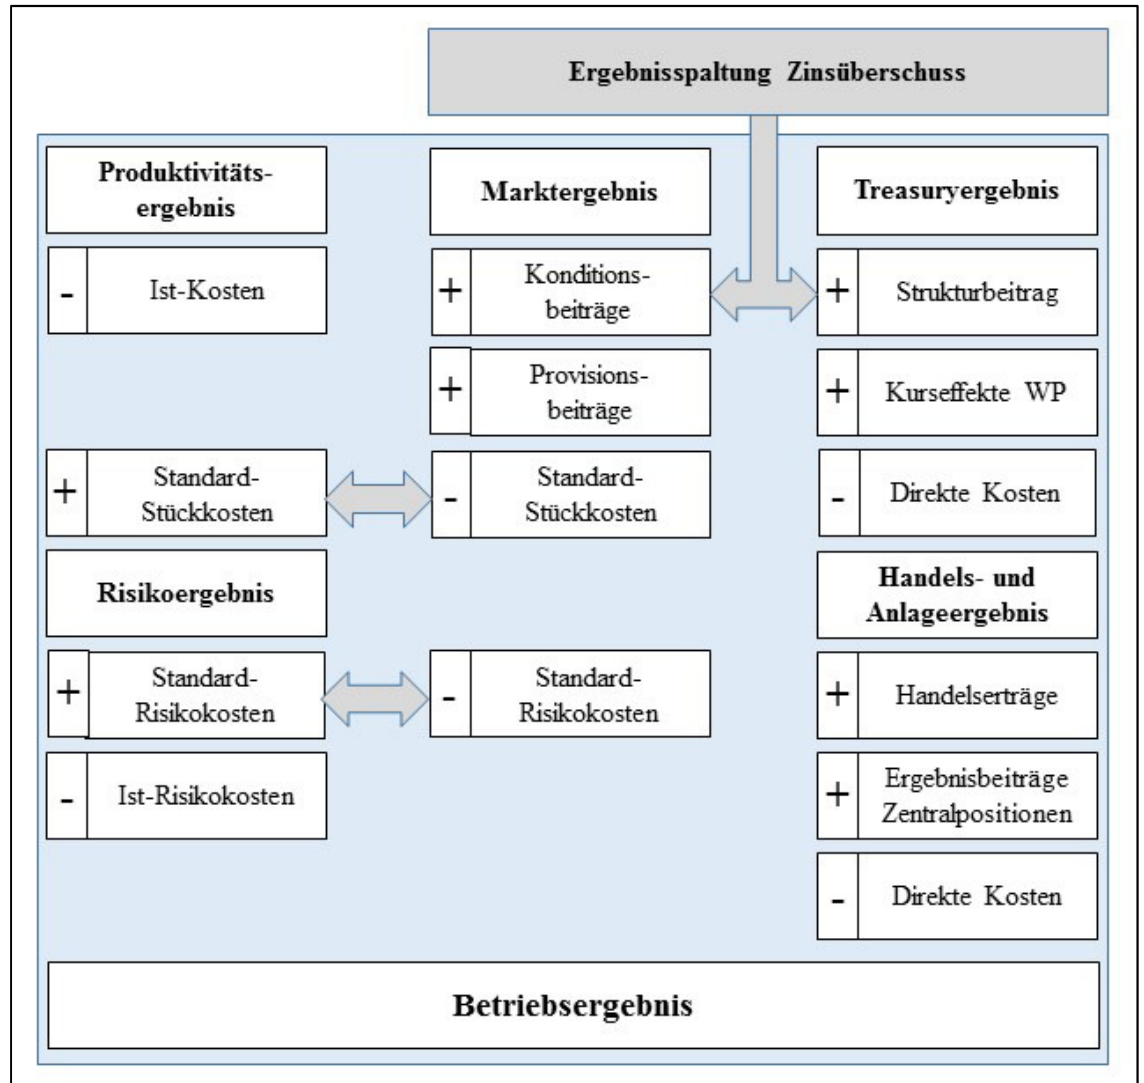 Ergebnisspaltung Zinsüberschuss
Produktivitäts-
ergebnis
- Ist-Kosten
+ Standard-
Stückkosten
Risikoergebnis
+ Standard-
Risikokosten
- Ist-Risikokosten
Marktergebnis
+ Konditions-
beiträge
+ Provisions-
beiträge
- Standard-
Stückkosten
- Standard-
Risikokosten
Treasuryergebnis
+ Strukturbeitrag
+ Kurseffekte WP
- Direkte Kosten
Handels- und
Anlageergebnis
+ Handelserträge
+ Ergebnisbeiträge
Zentralpositionen
- Direkte Kosten
Betriebsergebnis